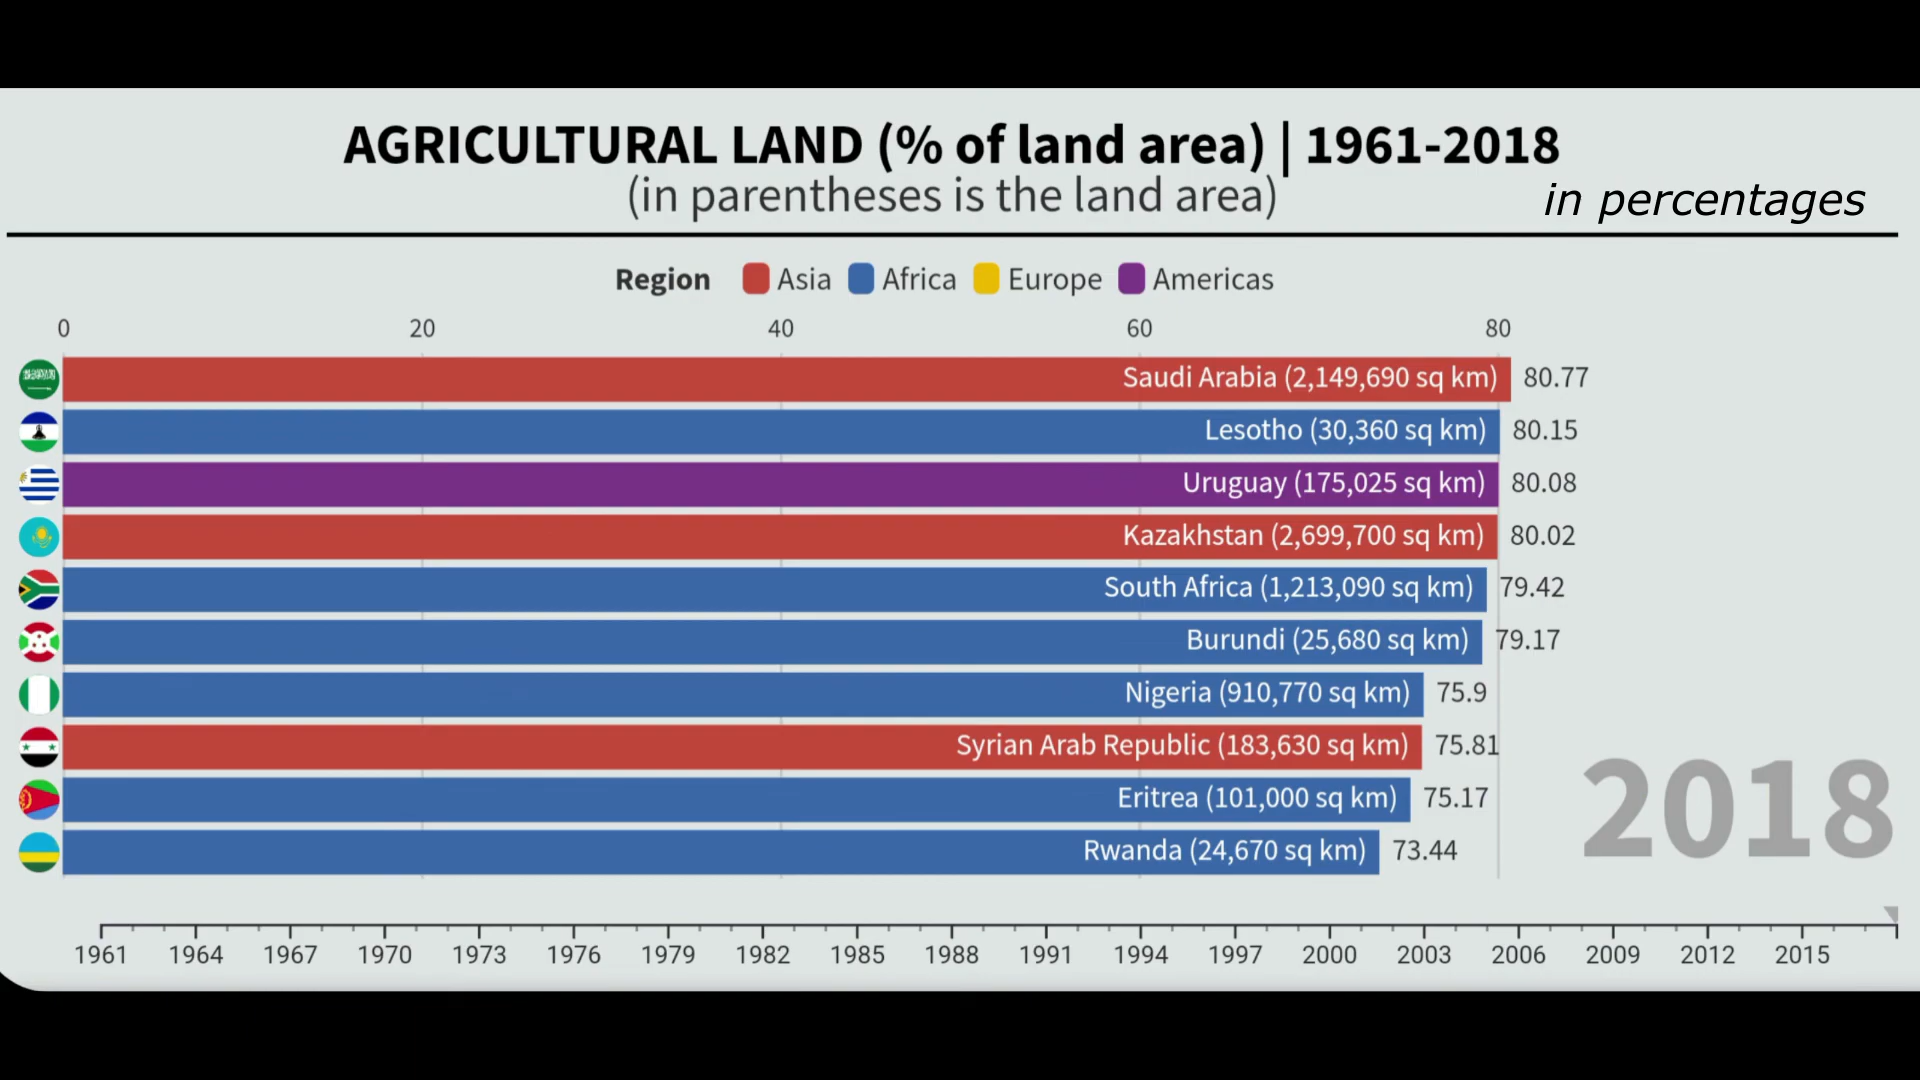 AGRICULTURAL LAND (% of land area) | 1961-2018
(in parentheses is the land area)
in percentages
Region Asia Africa Europe Americas
0 20 40 60 80
Saudi Arabia (2,149,690 sq km) 80.77
Lesotho (30,360 sq km) 80.15
Uruguay (175,025 sq km) 80.08
Kazakhstan (2,699,700 sq km) 80.02
South Africa (1,213,090 sq km) 79.42
Burundi (25,680 sq km) 79.17
Nigeria (910,770 sq km) 75.9
Syrian Arab Republic (183,630 sq km) 75.81
Eritrea (101,000 sq km) 75.17
Rwanda (24,670 sq km) 73.44
2018
1961 1964 1967 1970 1973 1976 1979 1982 1985 1988 1991 1994 1997 2000 2003 2006 2009 2012 2015